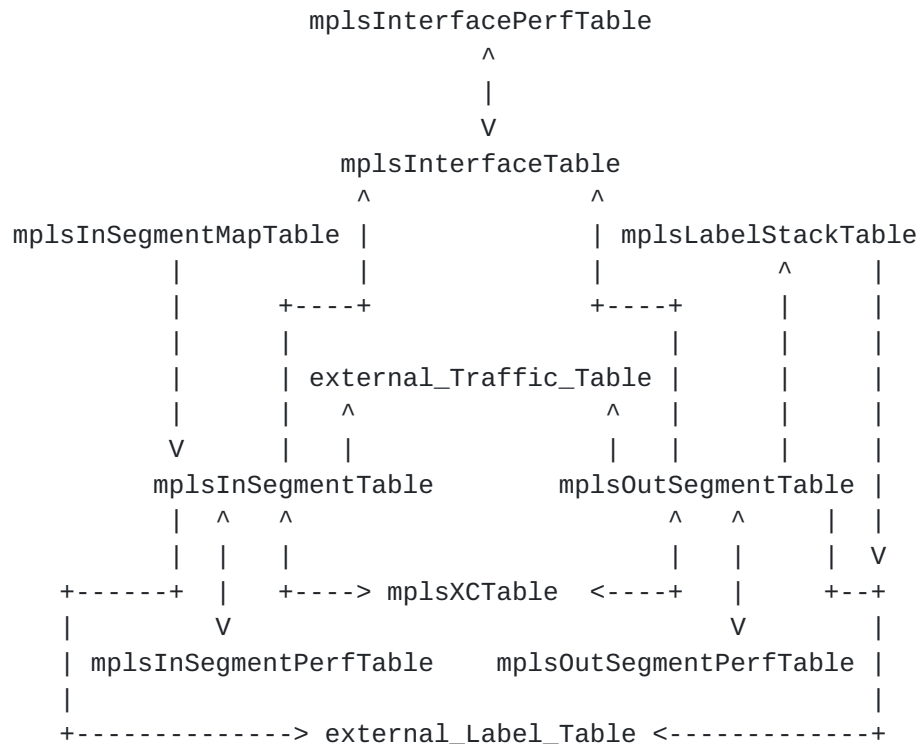 mplsInterfacePerfTable
^
|
V
mplsInterfaceTable
^ ^
mplsInSegmentMapTable | | mplsLabelStackTable
| | | ^ |
| +----+ +----+ | |
| | | | |
| | external_Traffic_Table | | |
| | ^ ^ | | |
V | | | | | |
mplsInSegmentTable mplsOutSegmentTable |
| ^ ^ ^ ^ | |
| | | | | | V
+------+ | +----> mplsXCTable <----+ | +--+
| V V |
| mplsInSegmentPerfTable mplsOutSegmentPerfTable |
| |
+--------------> external_Label_Table <-------------+